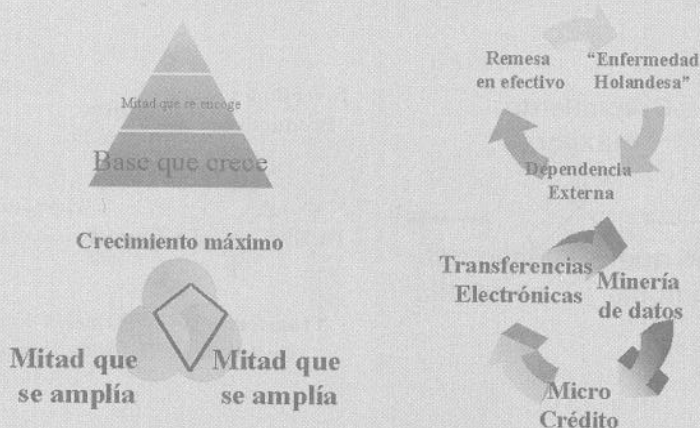 Mitad que se encoge
Base que crece
Crecimiento máximo
Mitad que
se amplía
Mitad que
se amplía
Remesa
en efectivo
“Enfermedad
Holandesa”
Dependencia
Externa
Transferencias
Electrónicas
Minería
de datos
Micro
Crédito